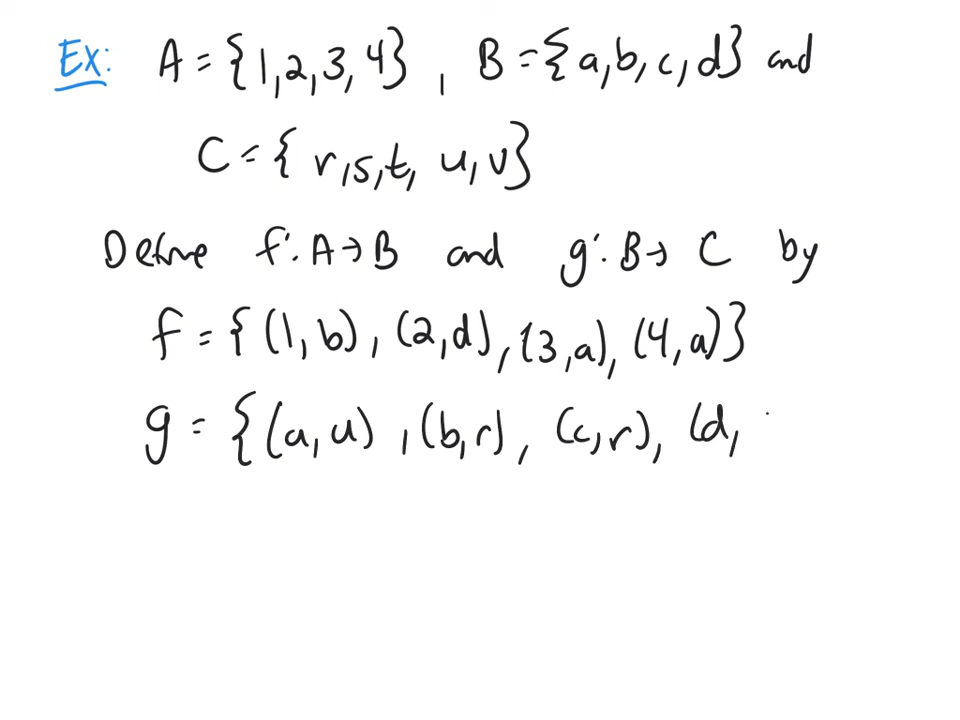 Ex: A = {1,2,3,4}, B = {a,b,c,d} and
C = {r,s,t, u,v}
Define f: A → B and g: B → C by
f = {(1,b), (2,d), (3,a), (4,a)}
g = {(a,u), (b,r), (c,r), (d,